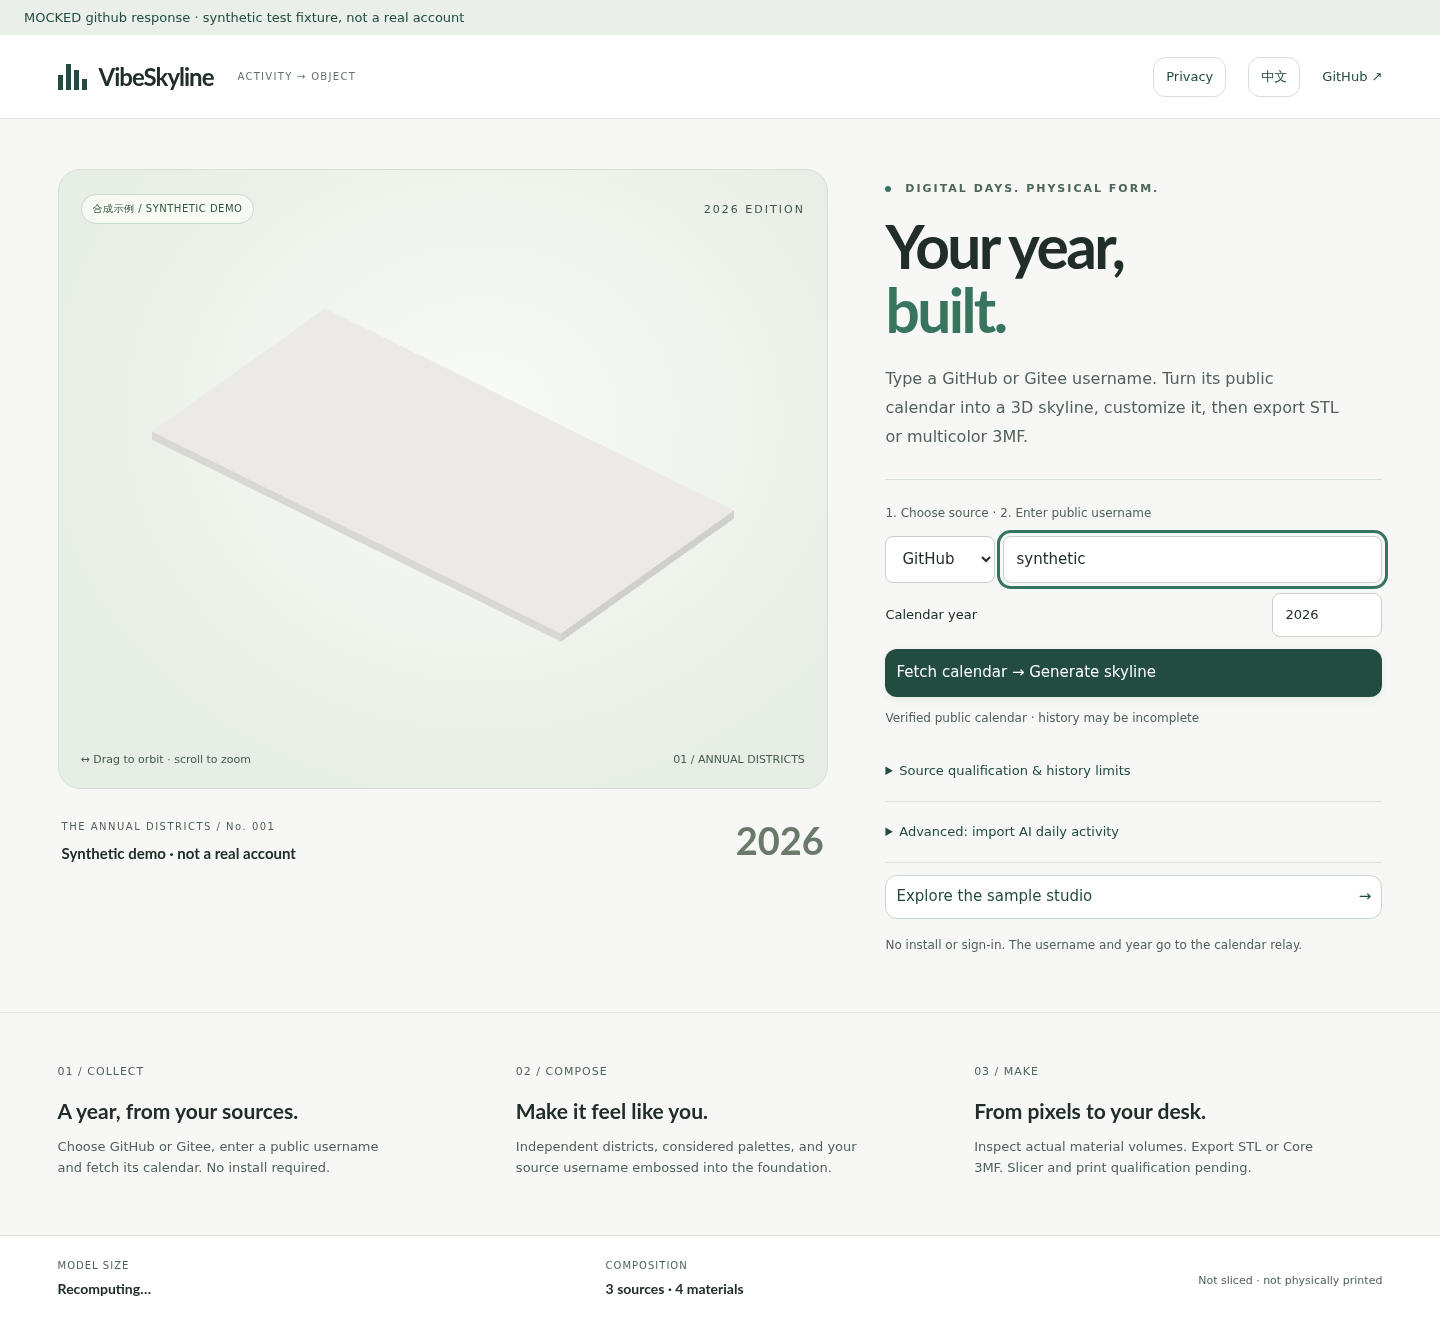 MOCKED github response · synthetic test fixture, not a real account
VibeSkyline
ACTIVITY → OBJECT
Privacy
中文
GitHub ↗
合成示例 / SYNTHETIC DEMO
2026 EDITION
↔ Drag to orbit · scroll to zoom
01 / ANNUAL DISTRICTS
THE ANNUAL DISTRICTS / No. 001
Synthetic demo · not a real account
2026
DIGITAL DAYS. PHYSICAL FORM.
Your year,
built.
Type a GitHub or Gitee username. Turn its public
calendar into a 3D skyline, customize it, then export STL
or multicolor 3MF.
1. Choose source · 2. Enter public username
GitHub
synthetic
Calendar year
2026
Fetch calendar → Generate skyline
Verified public calendar · history may be incomplete
▶ Source qualification & history limits
▶ Advanced: import AI daily activity
Explore the sample studio →
No install or sign-in. The username and year go to the calendar relay.
01 / COLLECT
A year, from your sources.
Choose GitHub or Gitee, enter a public username
and fetch its calendar. No install required.
02 / COMPOSE
Make it feel like you.
Independent districts, considered palettes, and your
source username embossed into the foundation.
03 / MAKE
From pixels to your desk.
Inspect actual material volumes. Export STL or Core
3MF. Slicer and print qualification pending.
MODEL SIZE
Recomputing…
COMPOSITION
3 sources · 4 materials
Not sliced · not physically printed